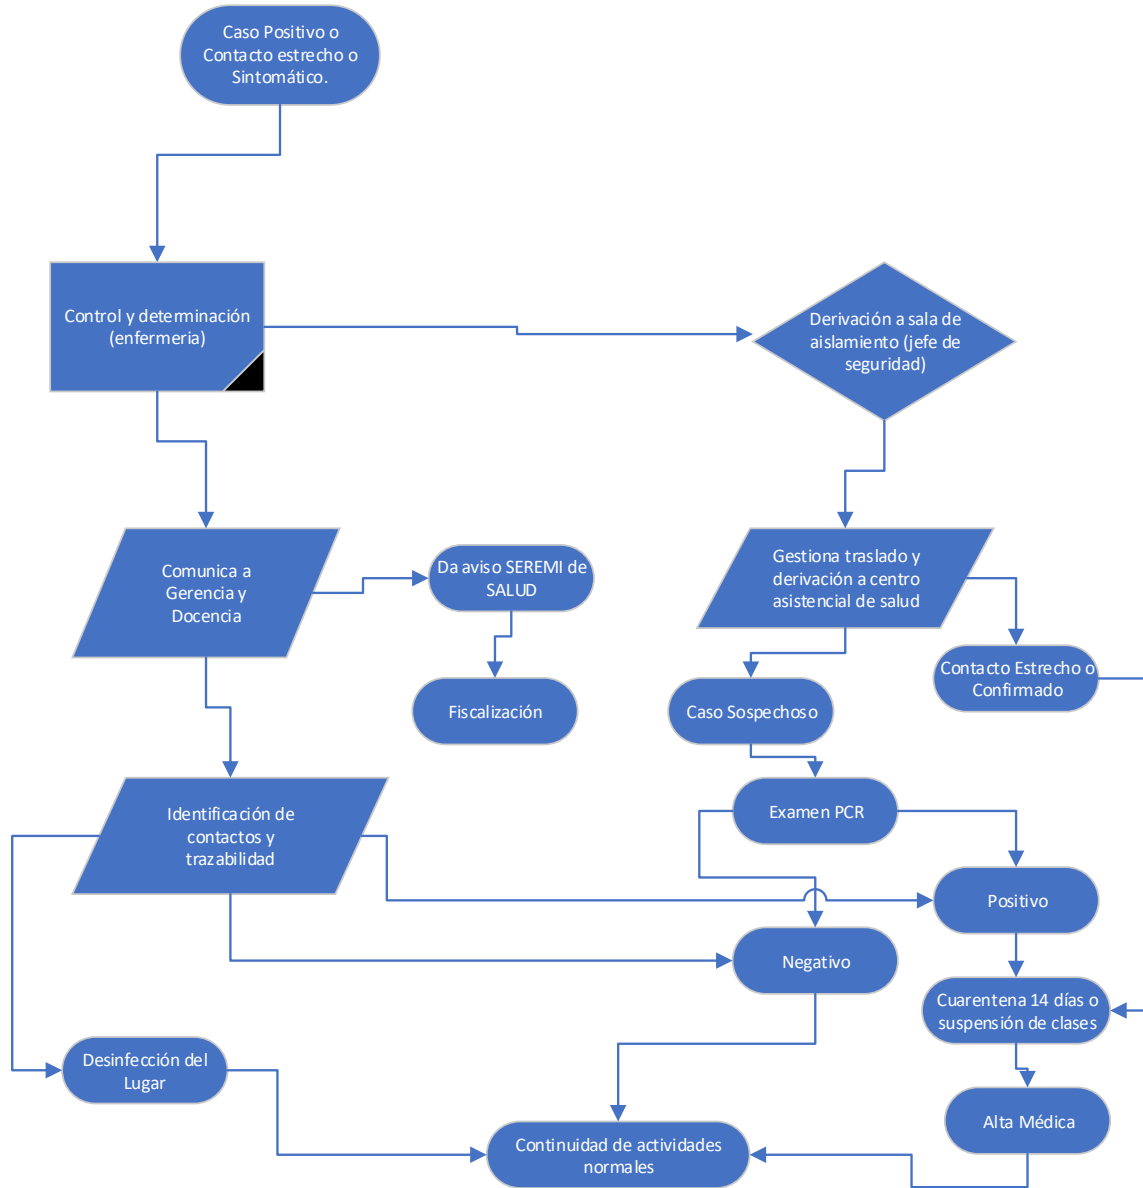 Caso Positivo o
Contacto estrecho o
Sintomático.
Control y determinación
(enfermeria)
Derivación a sala de
aislamiento (jefe de
seguridad)
Comunica a
Gerencia y
Docencia
Da aviso SEREMI de
SALUD
Gestiona traslado y
derivación a centro
asistencial de salud
Contacto Estrecho o
Confirmado
Fiscalización
Caso Sospechoso
Identificación de
contactos y
trazabilidad
Examen PCR
Positivo
Negativo
Cuarentena 14 días o
suspensión de clases
Desinfección del
Lugar
Alta Médica
Continuidad de actividades
normales